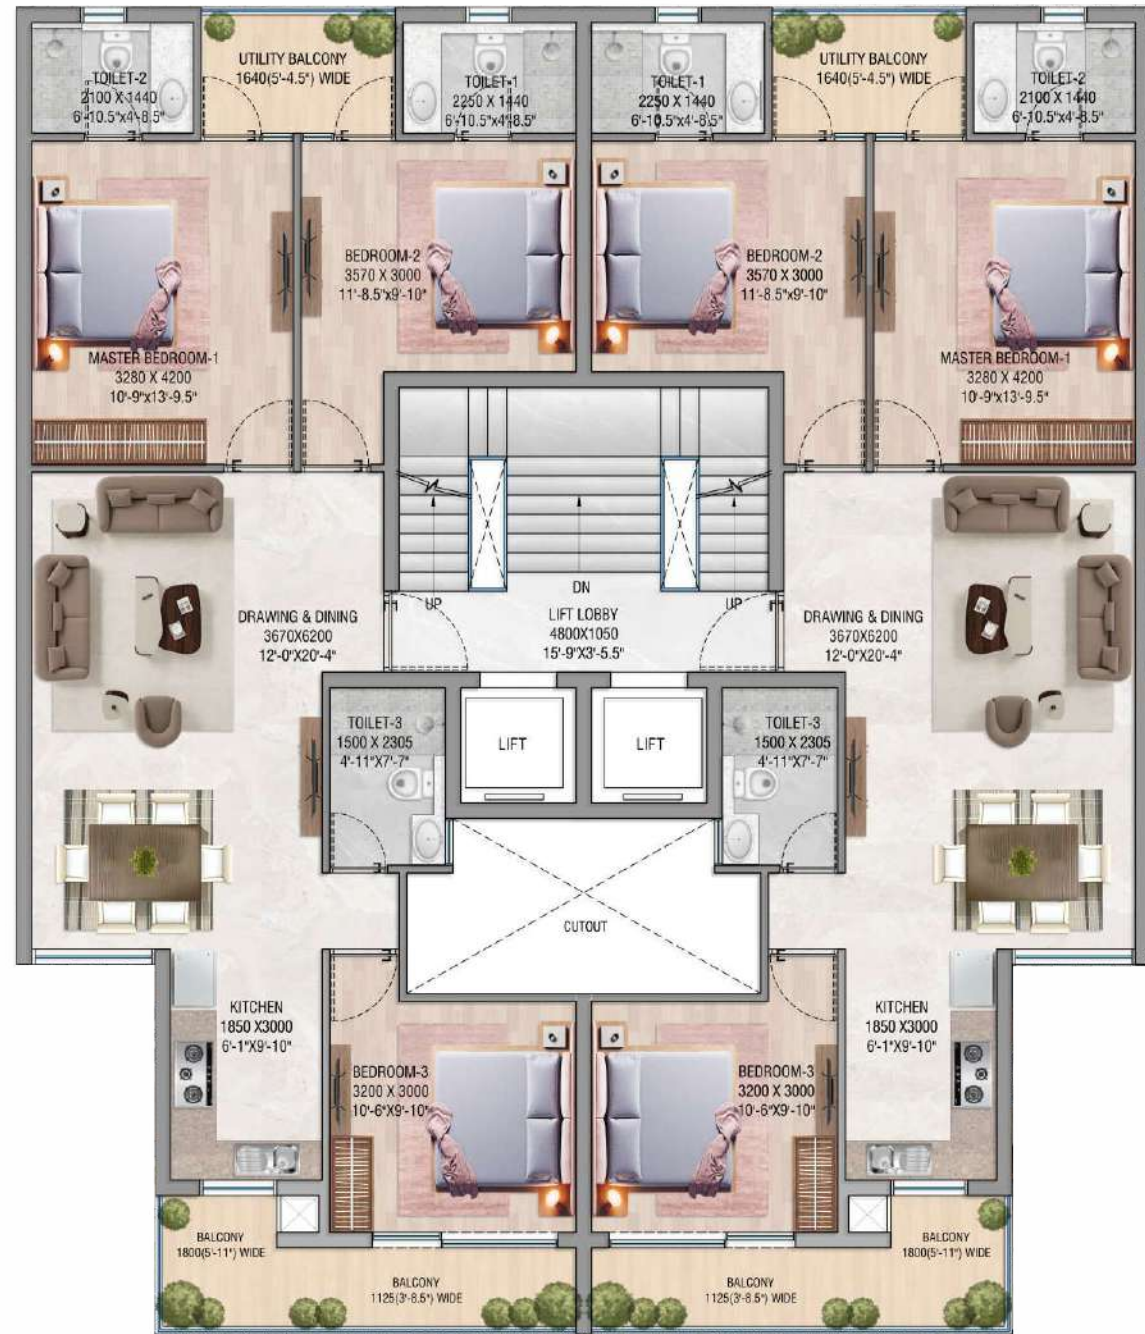 TOILET-2
2100 X 1440
6'-10.5"x4'-8.5"
UTILITY BALCONY
1640(5'-4.5") WIDE
TOILET-1
2250 X 1440
6'-10.5"x4'-8.5"
TOILET-1
2250 X 1440
6'-10.5"x4'-8.5"
UTILITY BALCONY
1640(5'-4.5") WIDE
TOILET-2
2100 X 1440
6'-10.5"x4'-8.5"
MASTER BEDROOM-1
3280 X 4200
10'-9"x13'-9.5"
BEDROOM-2
3570 X 3000
11'-8.5"x9'-10"
BEDROOM-2
3570 X 3000
11'-8.5"x9'-10"
MASTER BEDROOM-1
3280 X 4200
10'-9"x13'-9.5"
UP
DN
UP
DRAWING & DINING
3670X6200
12'-0"X20'-4"
LIFT LOBBY
4800X1050
15'-9"X3'-5.5"
DRAWING & DINING
3670X6200
12'-0"X20'-4"
TOILET-3
1500 X 2305
4'-11"X7'-7"
LIFT
LIFT
TOILET-3
1500 X 2305
4'-11"X7'-7"
CUTOUT
KITCHEN
1850 X3000
6'-1"X9'-10"
KITCHEN
1850 X3000
6'-1"X9'-10"
BEDROOM-3
3200 X 3000
10'-6"X9'-10"
BEDROOM-3
3200 X 3000
10'-6"X9'-10"
BALCONY
1800(5'-11") WIDE
BALCONY
1800(5'-11") WIDE
BALCONY
1125(3'-8.5") WIDE
BALCONY
1125(3'-8.5") WIDE